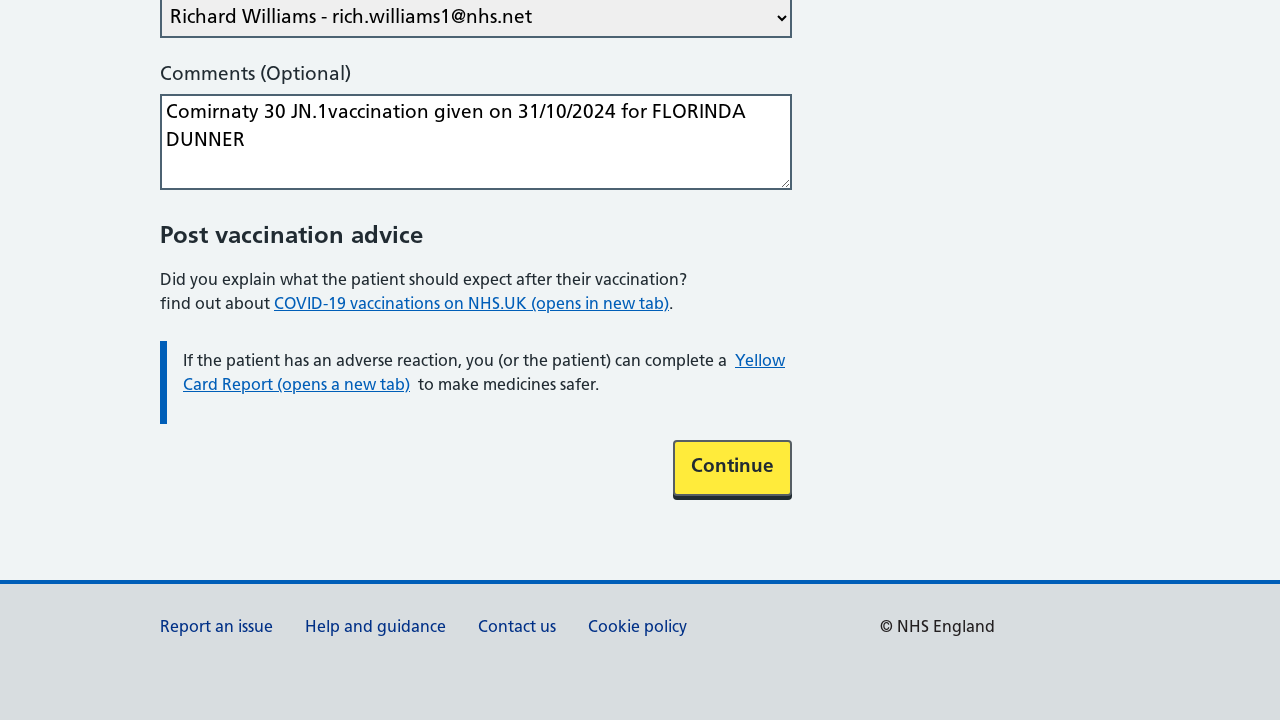 Richard Williams - rich.williams1@nhs.net
Comments (Optional)
Comirnaty 30 JN.1vaccination given on 31/10/2024 for FLORINDA
DUNNER
Post vaccination advice
Did you explain what the patient should expect after their vaccination?
find out about COVID-19 vaccinations on NHS.UK (opens in new tab).
If the patient has an adverse reaction, you (or the patient) can complete a Yellow
Card Report (opens a new tab) to make medicines safer.
Continue
Report an issue Help and guidance Contact us Cookie policy © NHS England